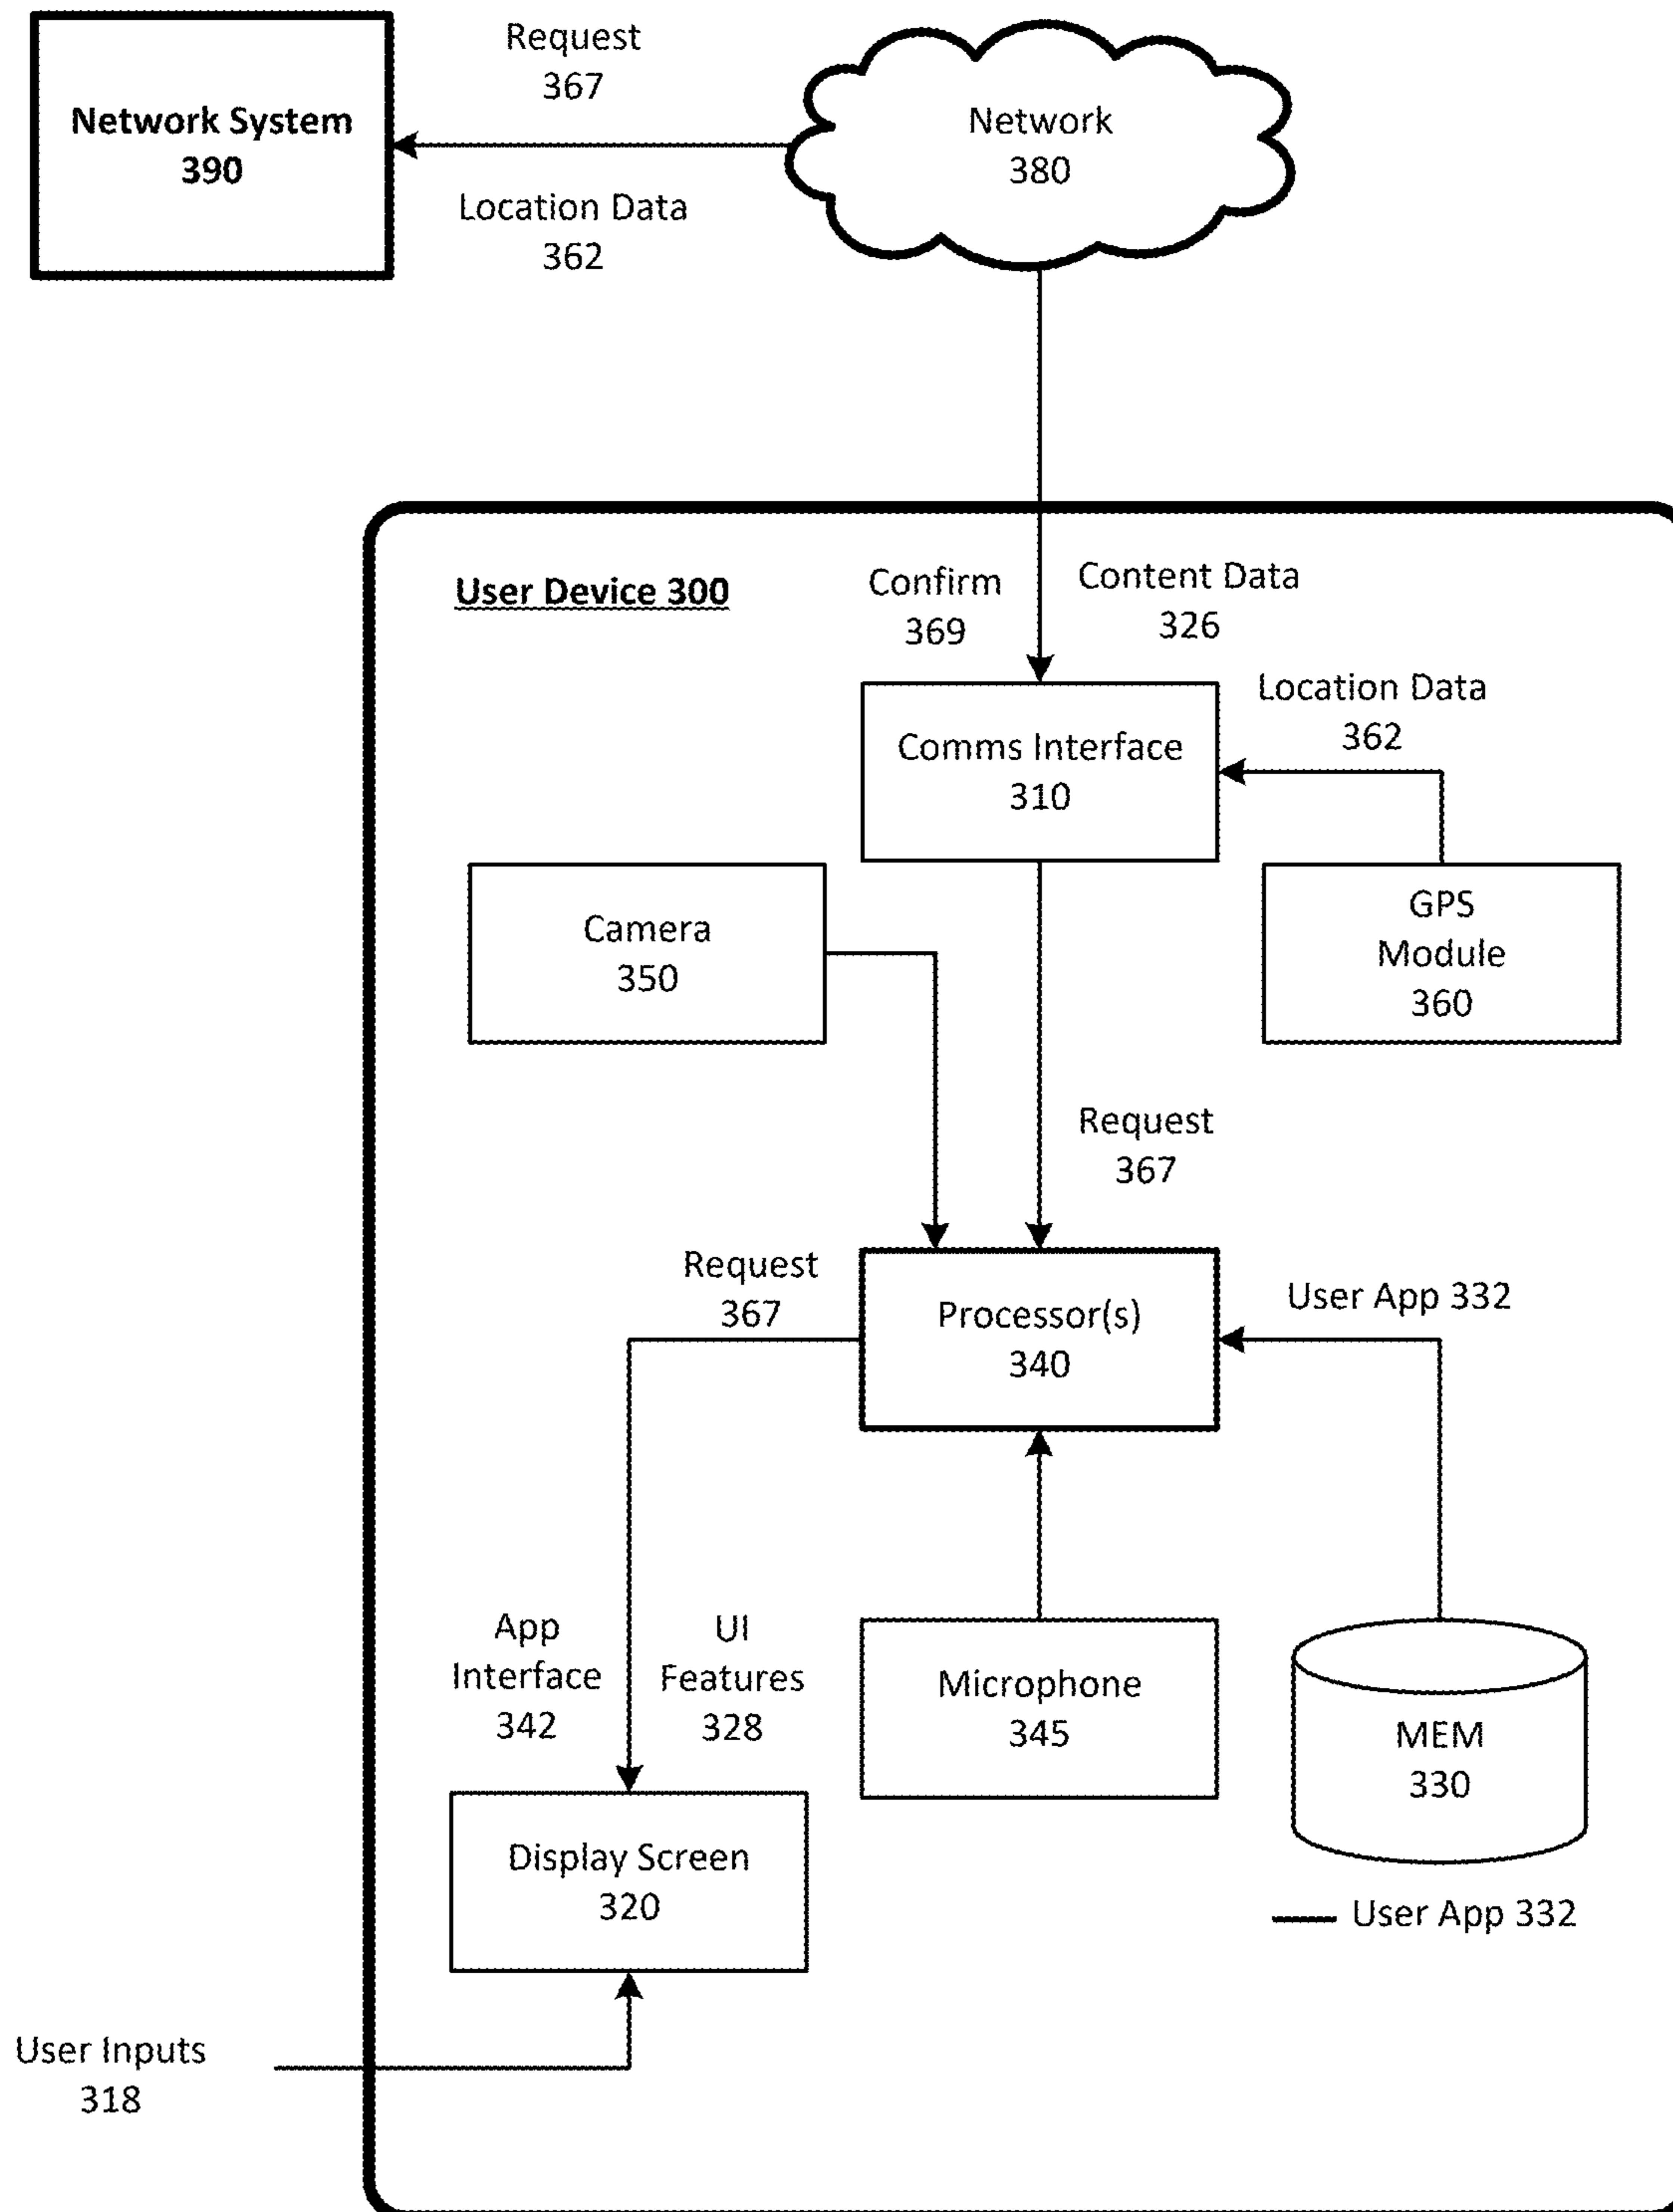 Request
367
Network System
390
Network
380
Location Data
362
User Device 300
Confirm
369
Content Data
326
Location Data
362
Comms Interface
310
Camera
350
GPS
Module
360
Request
367
Request
367
Processor(s)
340
User App 332
App
Interface
342
UI
Features
328
Microphone
345
MEM
330
Display Screen
320
User App 332
User Inputs
318